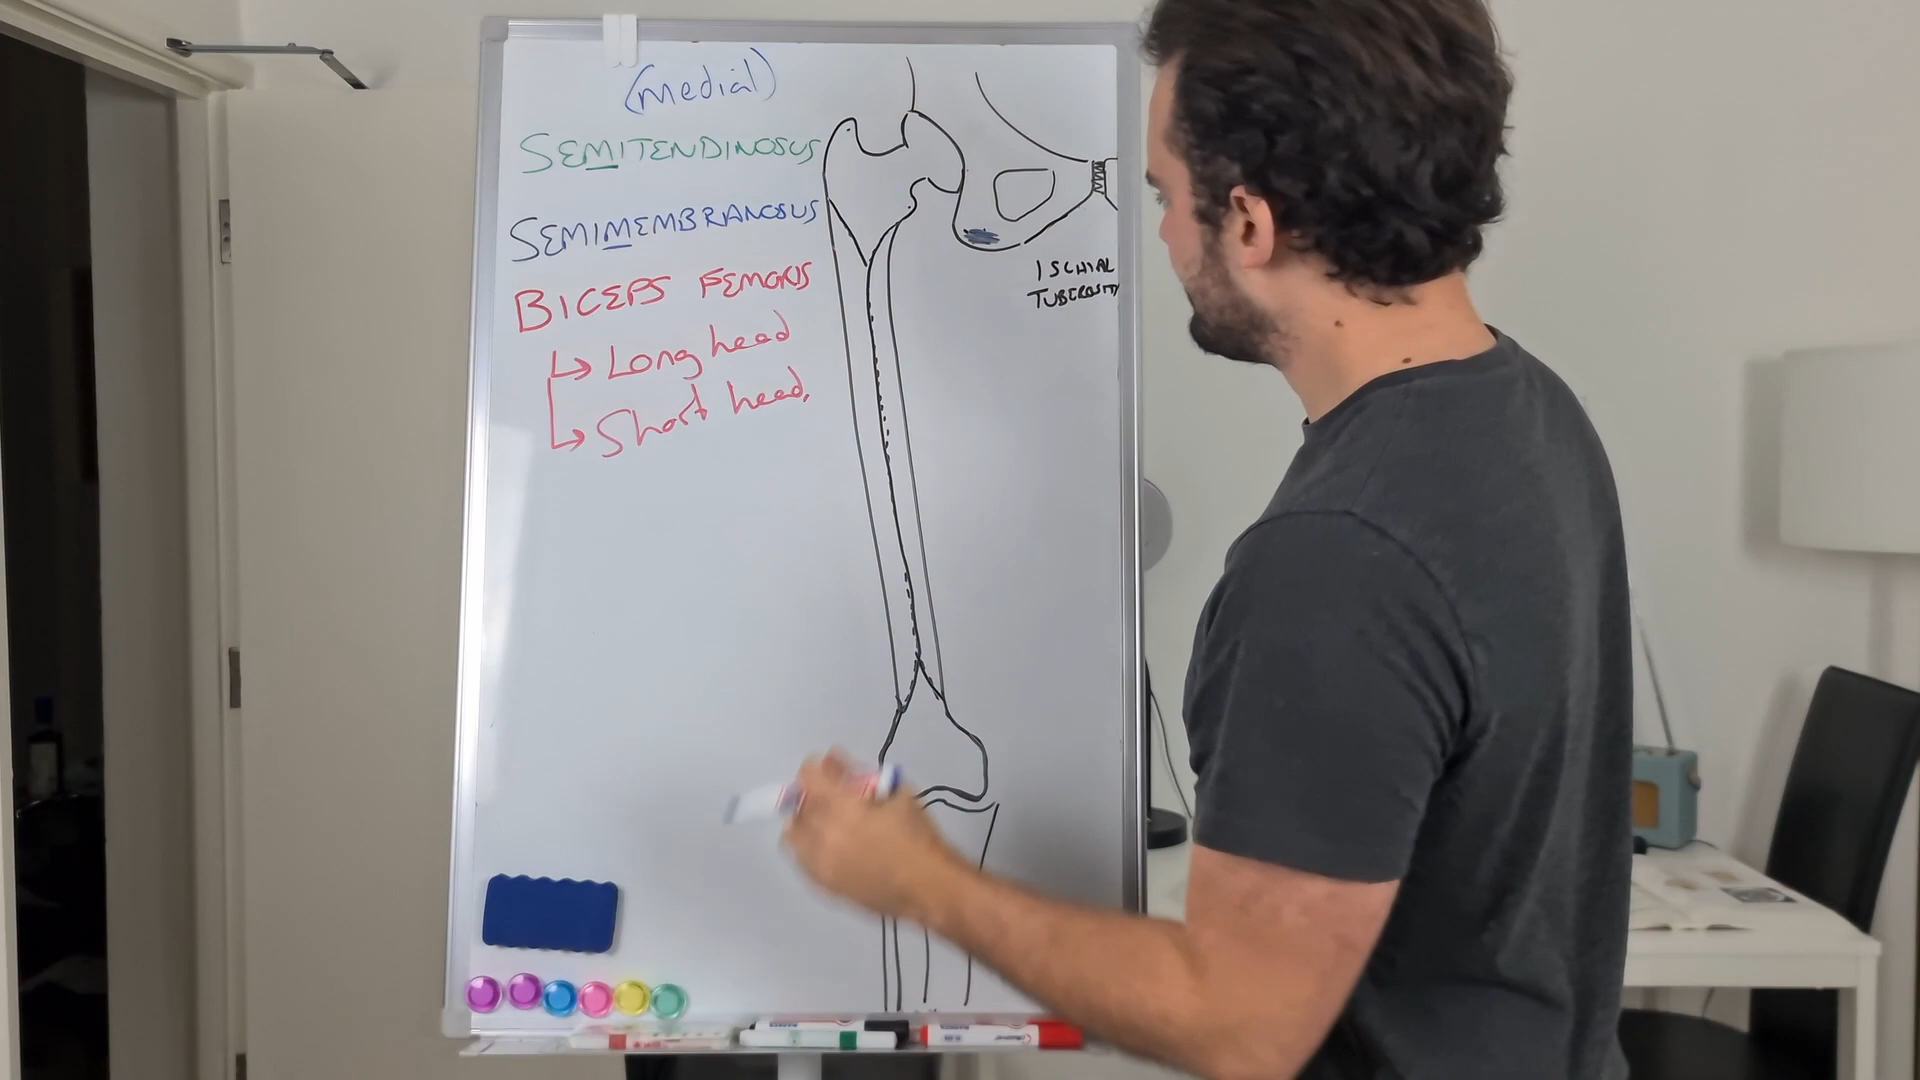 (medial)
SEMITENDINOSUS
SEMIMEMBRANOSUS
BICEPS FEMORIS
↳ Long head
↳ Short head.
ISCHIAL
TUBEROSITY